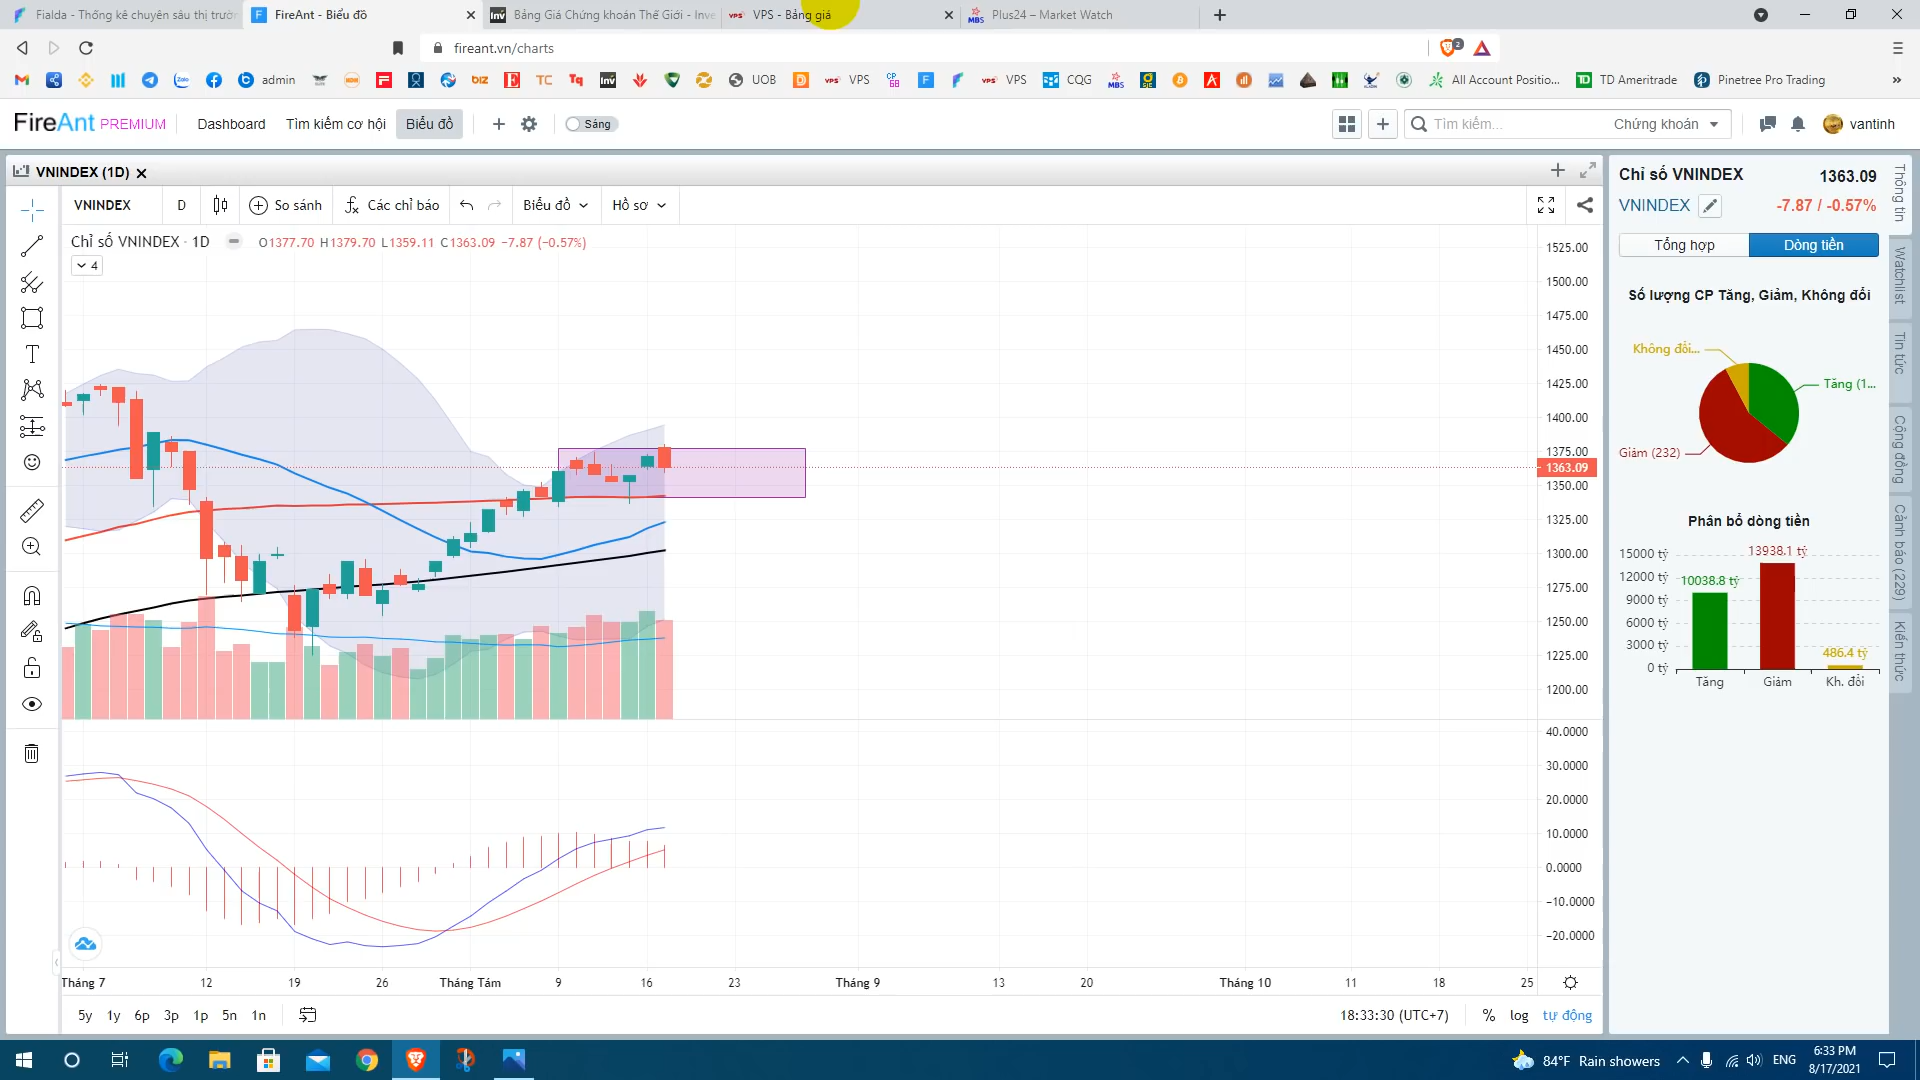 Fialda - Thống kê chuyên sâu thị trườ
FireAnt - Biểu đồ
Bảng Giá Chứng khoán Thế Giới - Inve
VPS - Bảng giá
Plus24 – Market Watch
fireant.vn/charts
2
admin
UOB
VPS
VPS
CQG
MBS
All Account Positio...
TD Ameritrade
Pinetree Pro Trading
FireAnt PREMIUM
Dashboard
Tìm kiếm cơ hội
Biểu đồ
Sáng
Tìm kiếm...
Chứng khoán
vantinh
VNINDEX (1D)
VNINDEX
D
So sánh
Các chỉ báo
Biểu đồ
Hồ sơ
Chỉ số VNINDEX · 1D
O1377.70 H1379.70 L1359.11 C1363.09 −7.87 (−0.57%)
4
1525.00
1500.00
1475.00
1450.00
1425.00
1400.00
1375.00
1363.09
1350.00
1325.00
1300.00
1275.00
1250.00
1225.00
1200.00
40.0000
30.0000
20.0000
10.0000
0.0000
−10.0000
−20.0000
Tháng 7
12
19
26
Tháng Tám
9
16
23
Tháng 9
13
20
Tháng 10
11
18
25
5y 1y 6p 3p 1p 5n 1n
18:33:30 (UTC+7)
%
log
tự động
Chỉ số VNINDEX
1363.09
VNINDEX
-7.87 / -0.57%
Tổng hợp
Dòng tiền
Số lượng CP Tăng, Giảm, Không đổi
Không đổi...
Tăng (1...
Giảm (232)
Phân bổ dòng tiền
15000 tỷ
12000 tỷ
9000 tỷ
6000 tỷ
3000 tỷ
0 tỷ
10038.8 tỷ
13938.1 tỷ
486.4 tỷ
Tăng
Giảm
Kh. đổi
Thông tin
Watchlist
Tin tức
Cộng đồng
Cảnh báo (229)
Kiến thức
84°F Rain showers
ENG
6:33 PM
8/17/2021